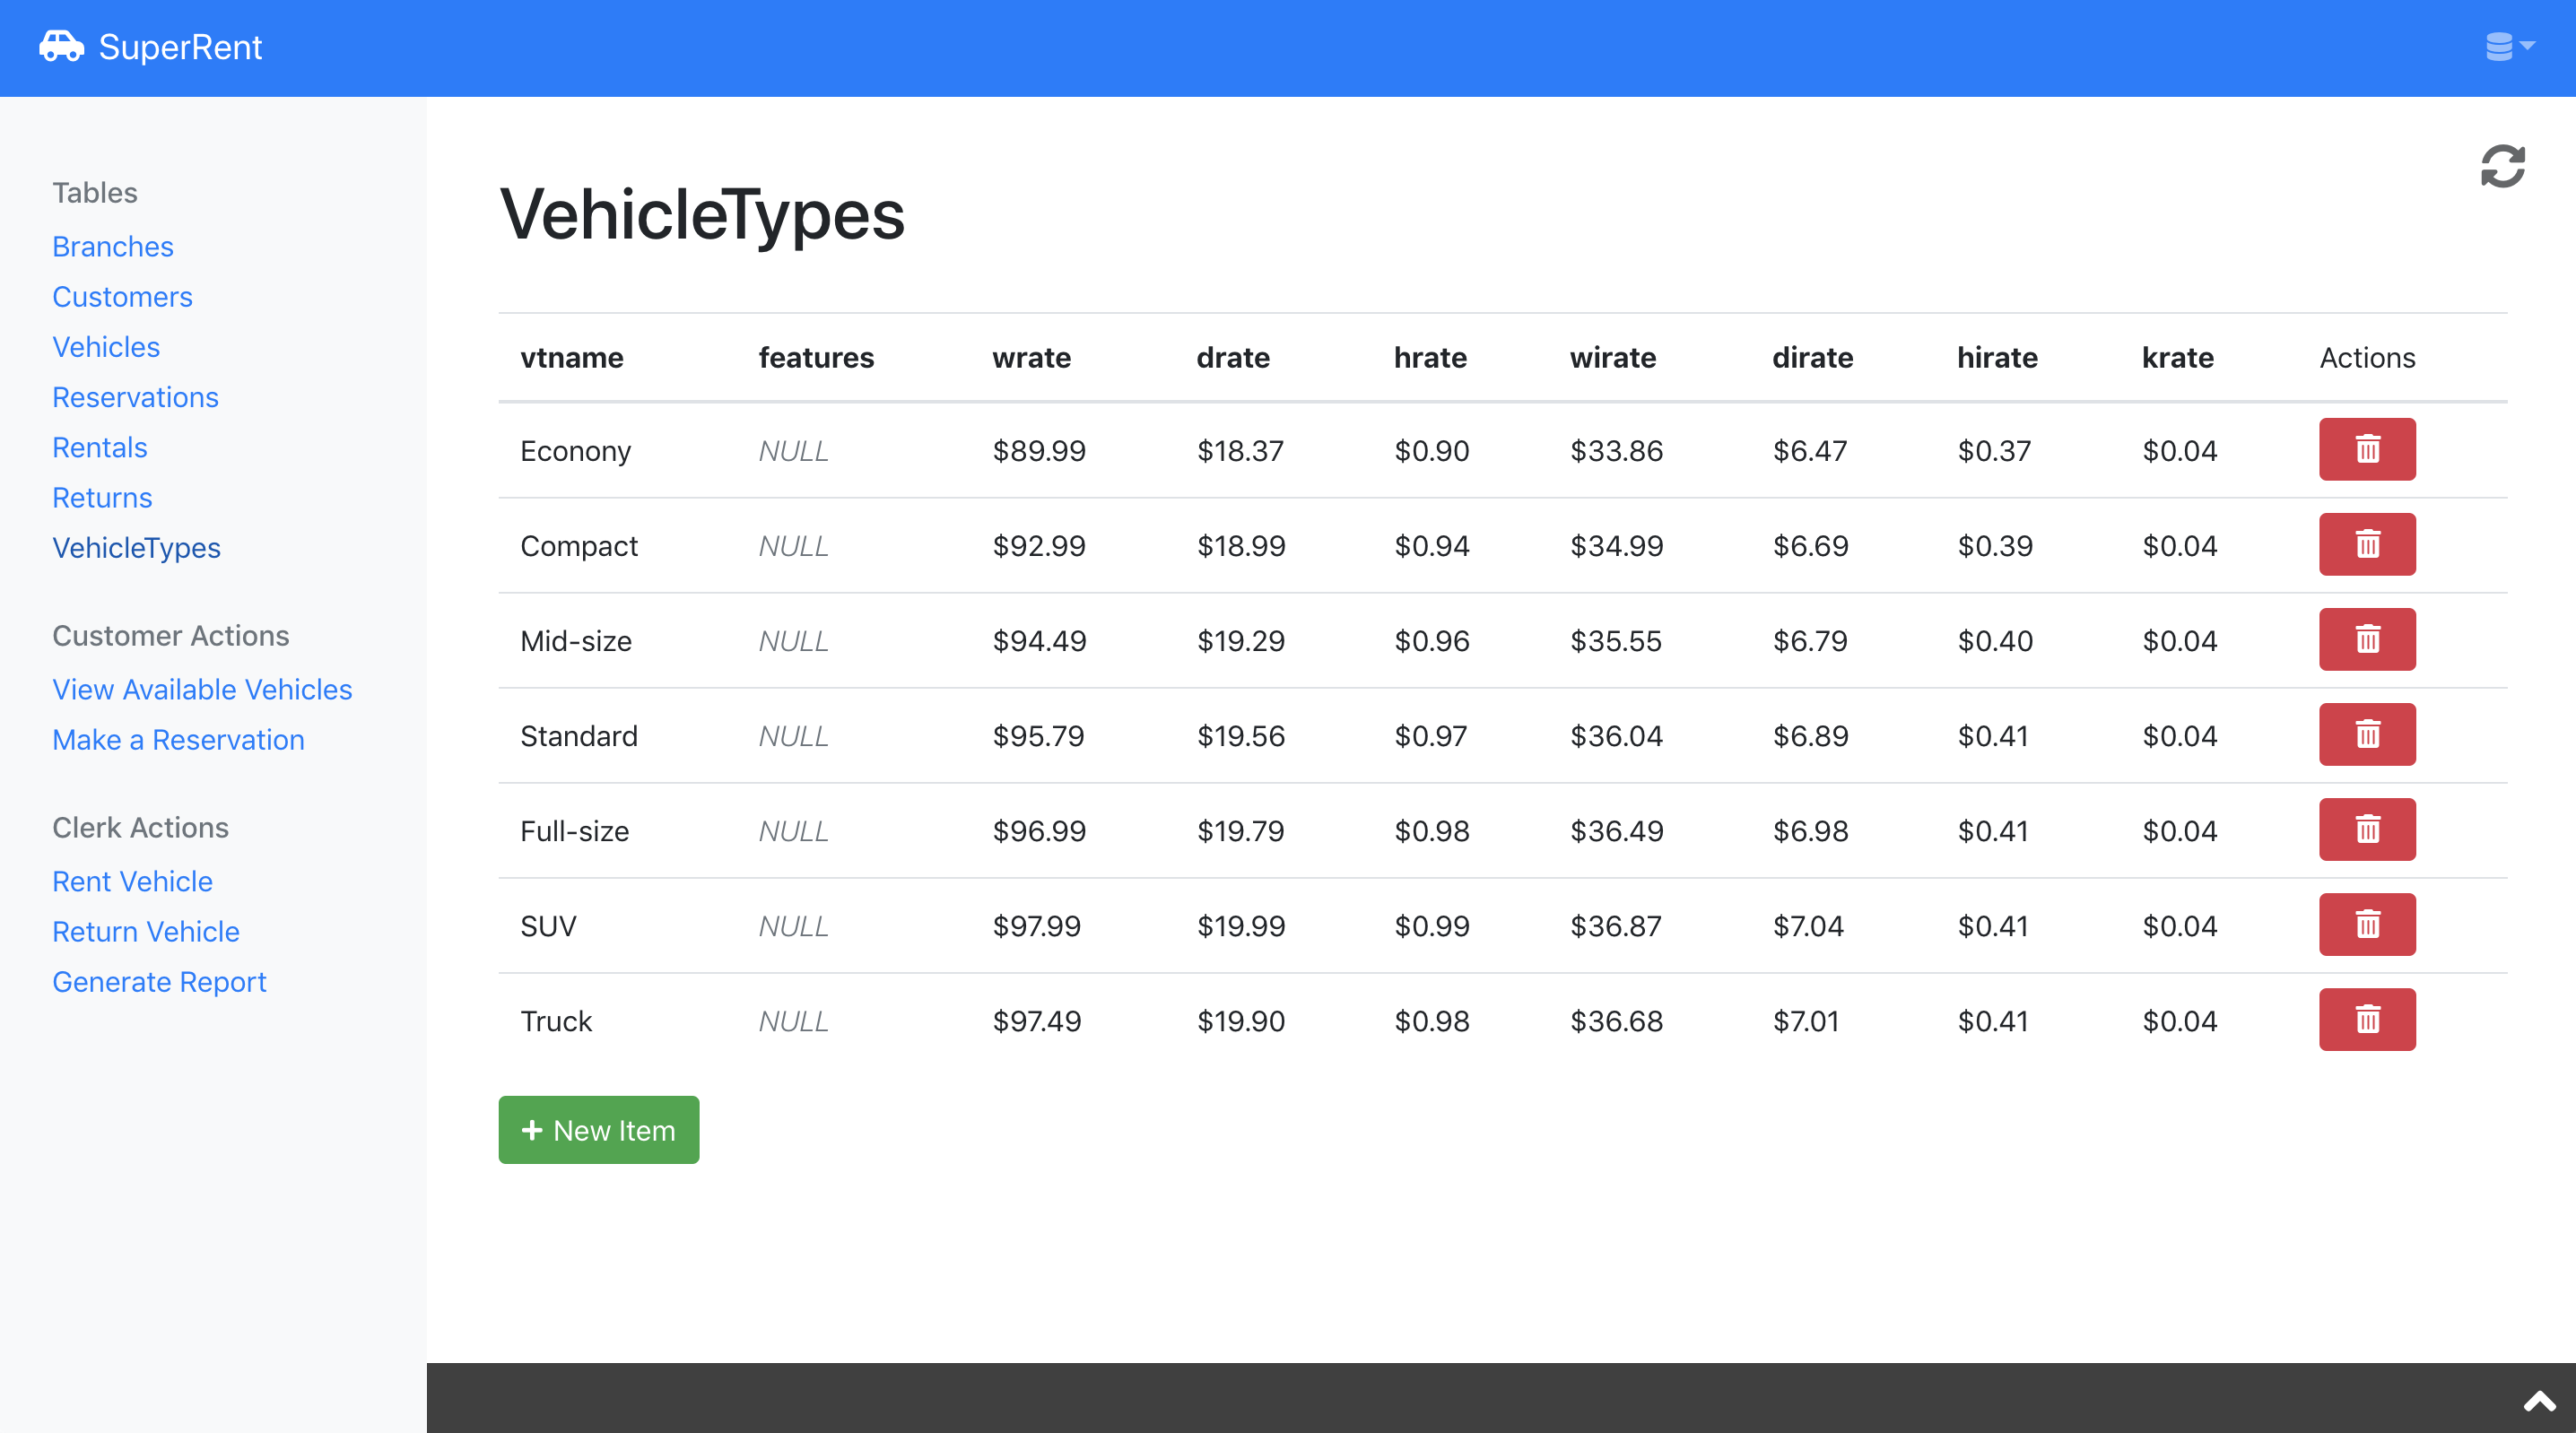 SuperRent
Tables
Branches
Customers
Vehicles
Reservations
Rentals
Returns
VehicleTypes
Customer Actions
View Available Vehicles
Make a Reservation
Clerk Actions
Rent Vehicle
Return Vehicle
Generate Report
VehicleTypes
vtname features wrate drate hrate wirate dirate hirate krate Actions
Econony NULL $89.99 $18.37 $0.90 $33.86 $6.47 $0.37 $0.04
Compact NULL $92.99 $18.99 $0.94 $34.99 $6.69 $0.39 $0.04
Mid-size NULL $94.49 $19.29 $0.96 $35.55 $6.79 $0.40 $0.04
Standard NULL $95.79 $19.56 $0.97 $36.04 $6.89 $0.41 $0.04
Full-size NULL $96.99 $19.79 $0.98 $36.49 $6.98 $0.41 $0.04
SUV NULL $97.99 $19.99 $0.99 $36.87 $7.04 $0.41 $0.04
Truck NULL $97.49 $19.90 $0.98 $36.68 $7.01 $0.41 $0.04
New Item